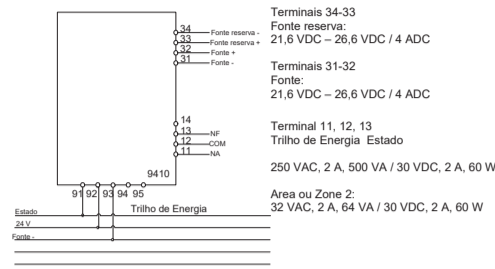 34 Fonte reserva -
33 Fonte reserva +
32 Fonte +
31 Fonte -
14
13 NF
12 COM
11 NA
9410
91 92 93 94 95
Trilho de Energia
Estado
24 V
Fonte -
Terminais 34-33
Fonte reserva:
21,6 VDC – 26,6 VDC / 4 ADC
Terminais 31-32
Fonte:
21,6 VDC – 26,6 VDC / 4 ADC
Terminal 11, 12, 13
Trilho de Energia Estado
250 VAC, 2 A, 500 VA / 30 VDC, 2 A, 60 W
Area ou Zone 2:
32 VAC, 2 A, 64 VA / 30 VDC, 2 A, 60 W